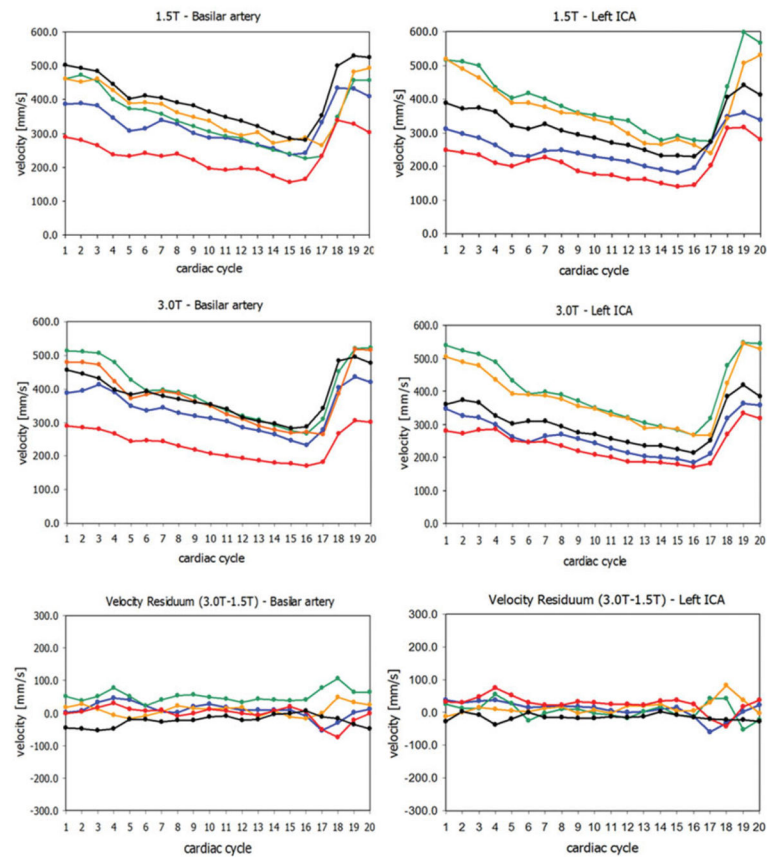 1.5T - Basilar artery
600.0
500.0
400.0
300.0
200.0
100.0
0.0
velocity [mm/s]
1 2 3 4 5 6 7 8 9 10 11 12 13 14 15 16 17 18 19 20
cardiac cycle
1.5T - Left ICA
600.0
500.0
400.0
300.0
200.0
100.0
0.0
velocity [mm/s]
1 2 3 4 5 6 7 8 9 10 11 12 13 14 15 16 17 18 19 20
cardiac cycle
3.0T - Basilar artery
600.0
500.0
400.0
300.0
200.0
100.0
0.0
velocity [mm/s]
1 2 3 4 5 6 7 8 9 10 11 12 13 14 15 16 17 18 19 20
cardiac cycle
3.0T - Left ICA
600.0
500.0
400.0
300.0
200.0
100.0
0.0
velocity [mm/s]
1 2 3 4 5 6 7 8 9 10 11 12 13 14 15 16 17 18 19 20
cardiac cycle
Velocity Residuum (3.0T-1.5T) - Basilar artery
300.0
200.0
100.0
0.0
-100.0
-200.0
-300.0
velocity [mm/s]
1 2 3 4 5 6 7 8 9 10 11 12 13 14 15 16 17 18 19 20
cardiac cycle
Velocity Residuum (3.0T-1.5T) - Left ICA
300.0
200.0
100.0
0.0
-100.0
-200.0
-300.0
velocity [mm/s]
1 2 3 4 5 6 7 8 9 10 11 12 13 14 15 16 17 18 19 20
cardiac cycle